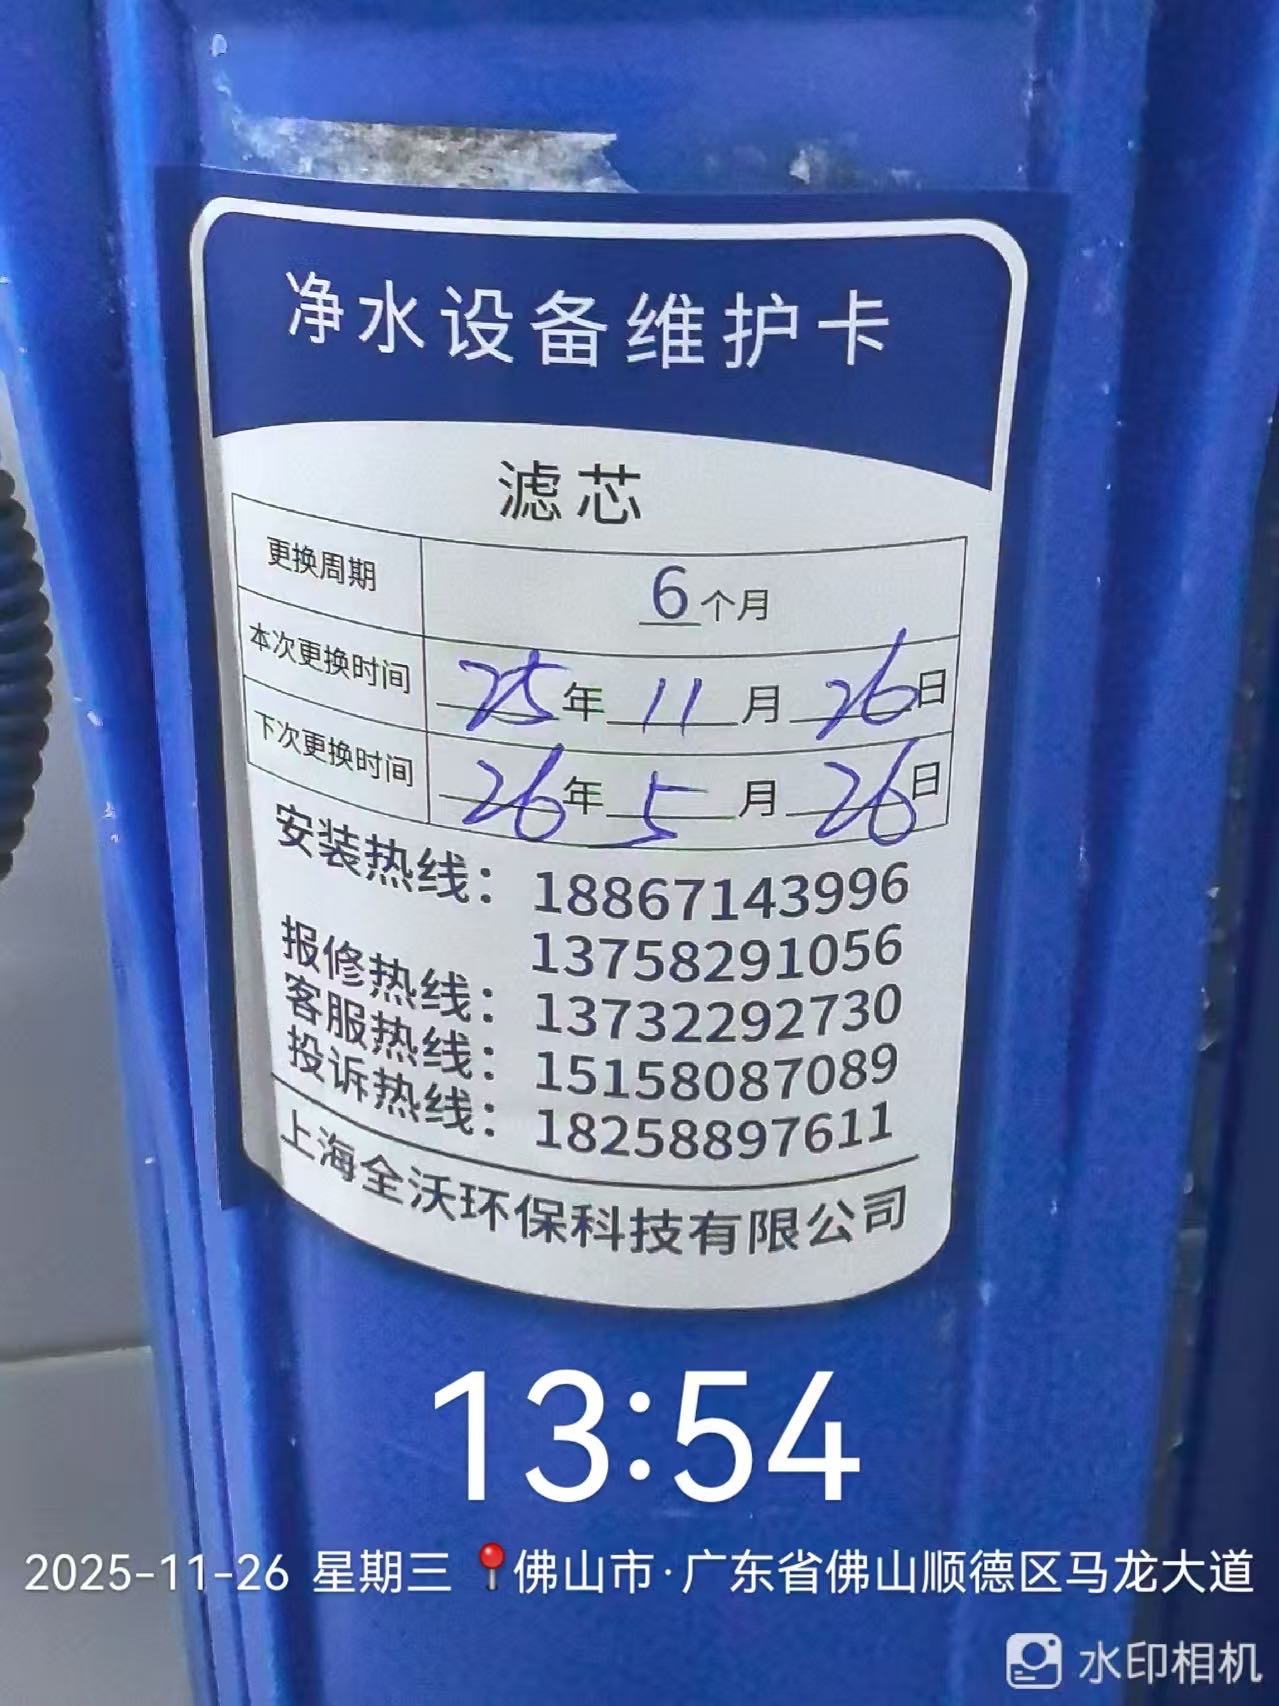 净水设备维护卡
滤芯
更换周期 6个月
本次更换时间 25年11月26日
下次更换时间 26年5月26日
安装热线：18867143996
13758291056
报修热线：13732292730
客服热线：15158087089
投诉热线：18258897611
上海全沃环保科技有限公司
13:54
2025-11-26 星期三 佛山市·广东省佛山顺德区马龙大道
水印相机